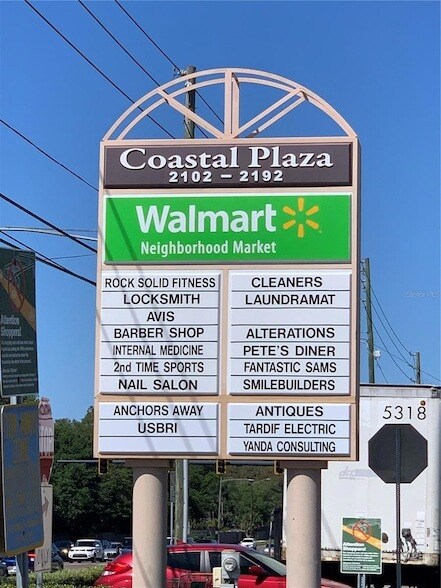 Coastal Plaza
2102 – 2192
Walmart
Neighborhood Market
ROCK SOLID FITNESS
LOCKSMITH
AVIS
BARBER SHOP
INTERNAL MEDICINE
2nd TIME SPORTS
NAIL SALON
CLEANERS
LAUNDRAMAT
ALTERATIONS
PETE'S DINER
FANTASTIC SAMS
SMILEBUILDERS
ANCHORS AWAY
USBRI
ANTIQUES
TARDIF ELECTRIC
YANDA CONSULTING
5318
Attention
Shoppers!